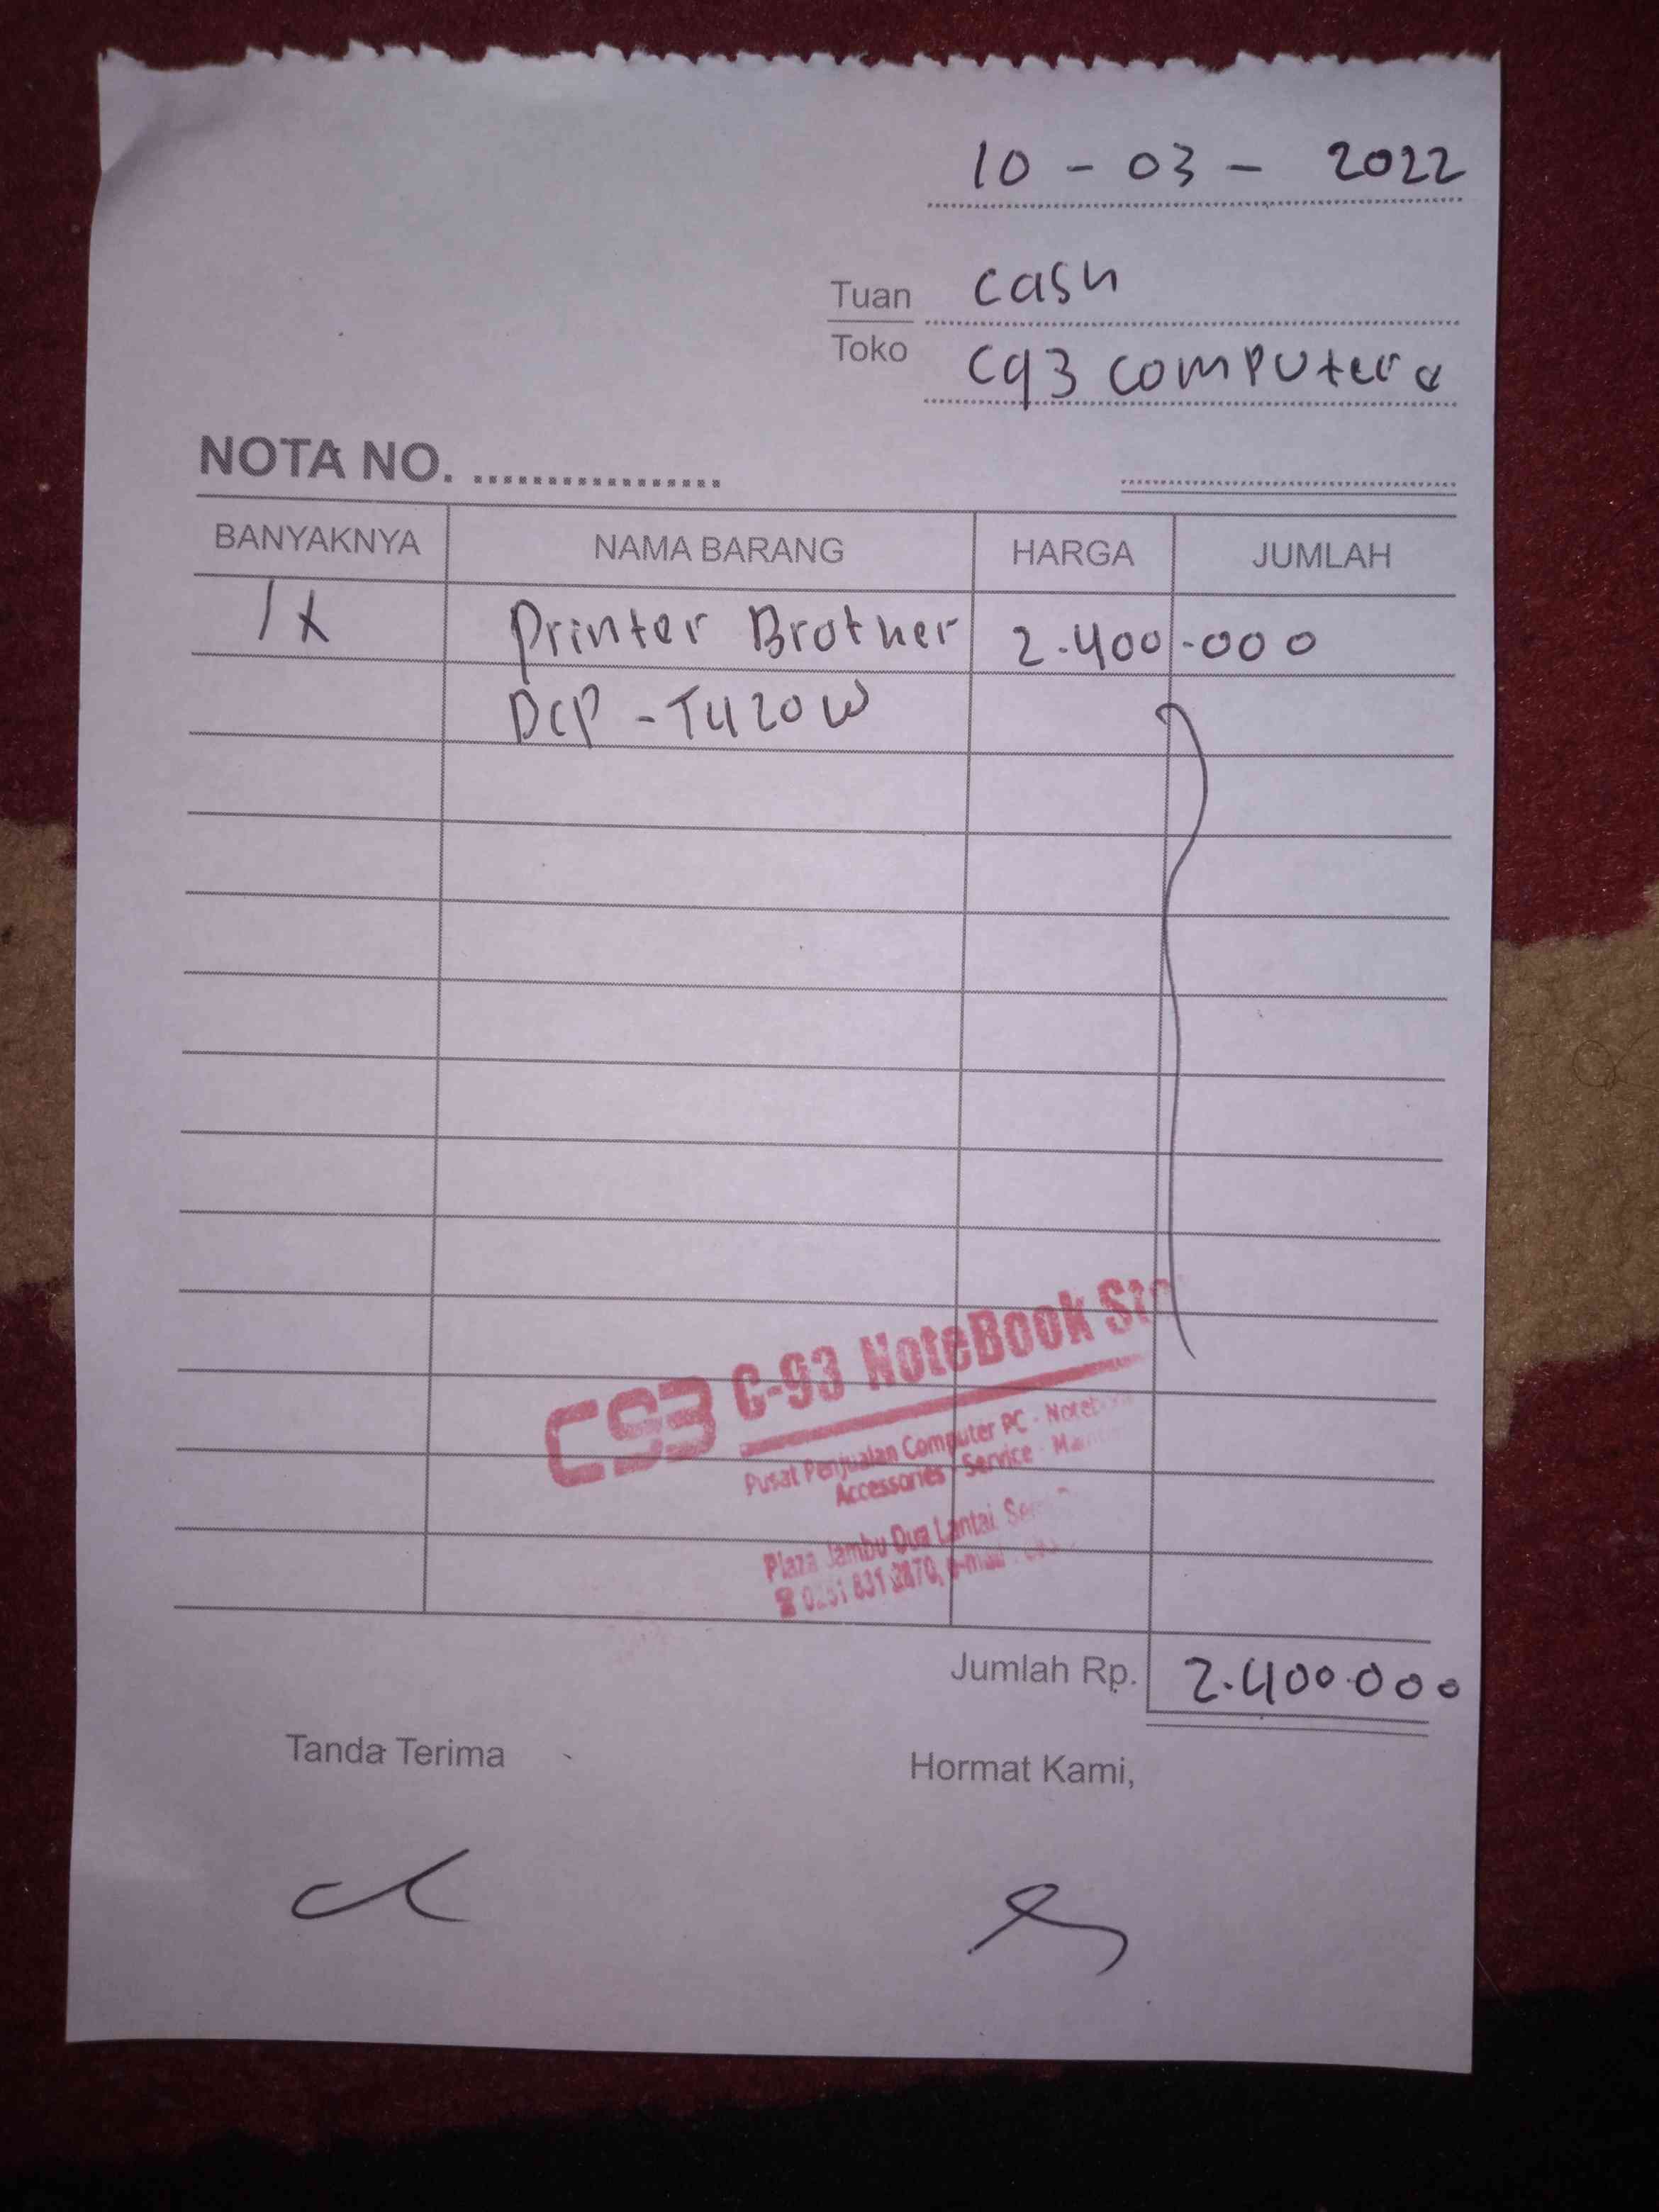 10 - 03 - 2022
Tuan cash
Toko C93 computer
NOTA NO. .................
BANYAKNYA NAMA BARANG HARGA JUMLAH
1x Printer Brother 2.400.000
DCP - T420W
C93 C-93 NoteBook
Pusat Penjualan Computer PC -
Accessories - Service -
Plaza Jambu Dua Lantai
Jumlah Rp. 2.400.000
Tanda Terima Hormat Kami,